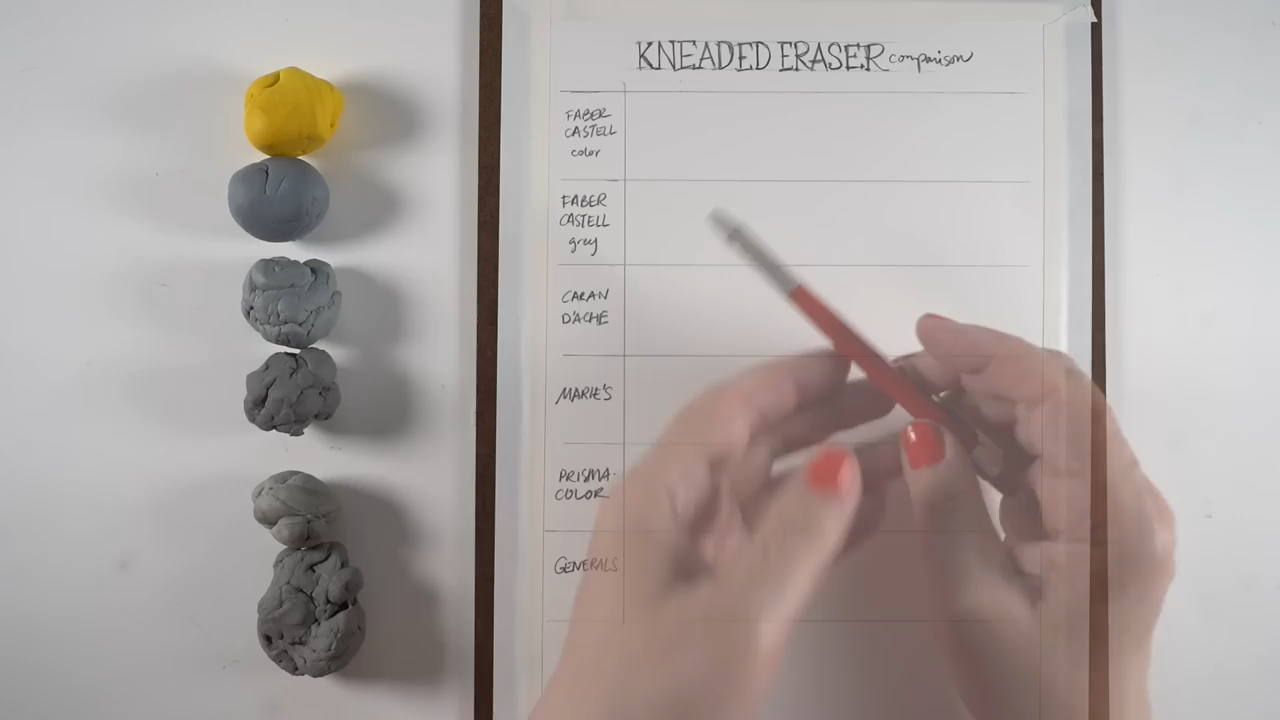 KNEADED ERASER comparison
FABER
CASTELL
color
FABER
CASTELL
grey
CARAN
D'ACHE
MARIE'S
PRISMA-
COLOR
GENERALS